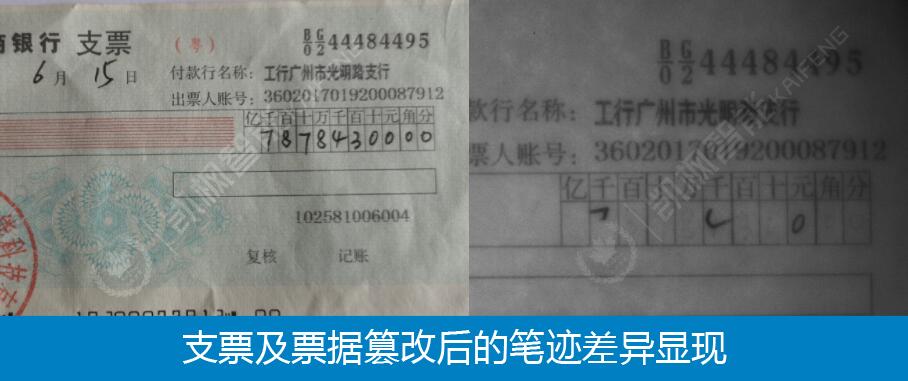 商银行 支票 (粤) B0 G2 44484495
6月15日 付款行名称：工行广州市光明路支行
出票人账号：3602017019200087912
亿千百十万千百十元角分
7878430000
102581006004
复核 记账
B0 G2 44484495
款行名称：工行广州市光明路支行
票人账号：3602017019200087912
亿千百十万千百十元角分
支票及票据篡改后的笔迹差异显现